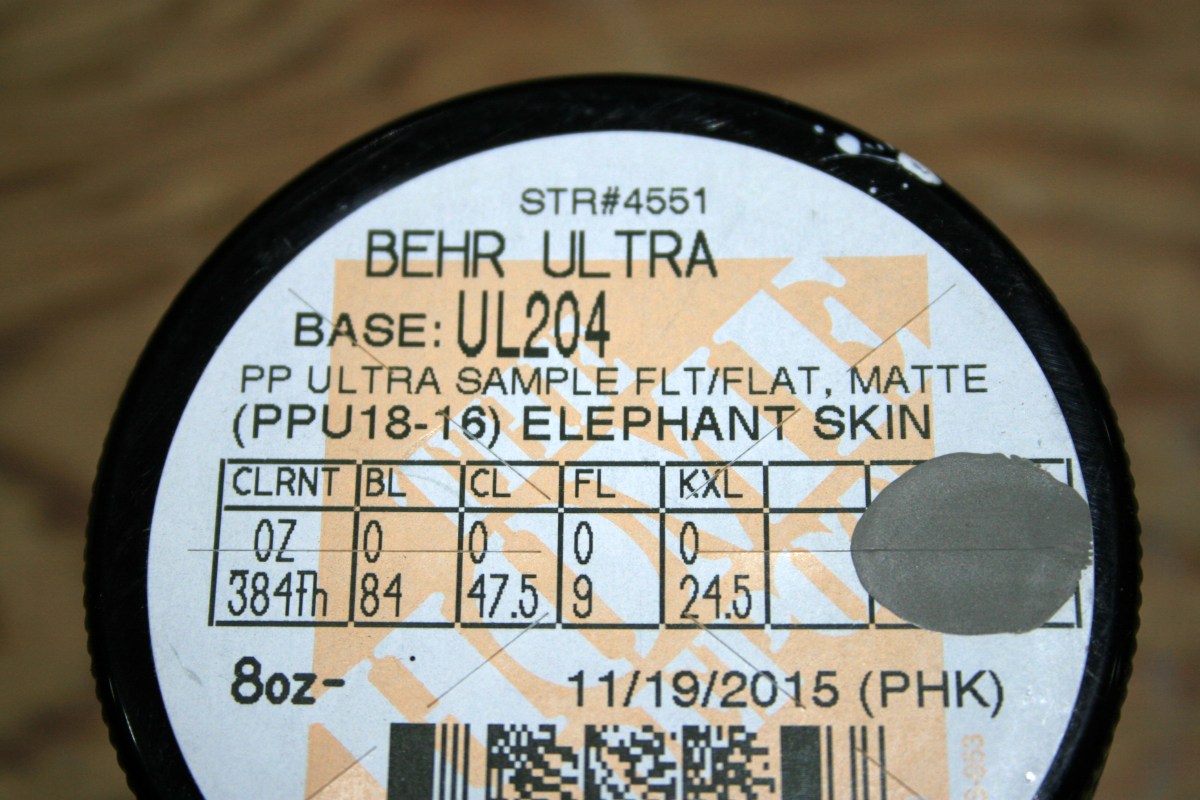 STR#4551
BEHR ULTRA
BASE: UL204
PP ULTRA SAMPLE FLT/FLAT, MATTE
(PPU18-16) ELEPHANT SKIN
CLRNT BL CL FL KXL
OZ 0 0 0 0
384th 84 47.5 9 24.5
8oz- 11/19/2015 (PHK)